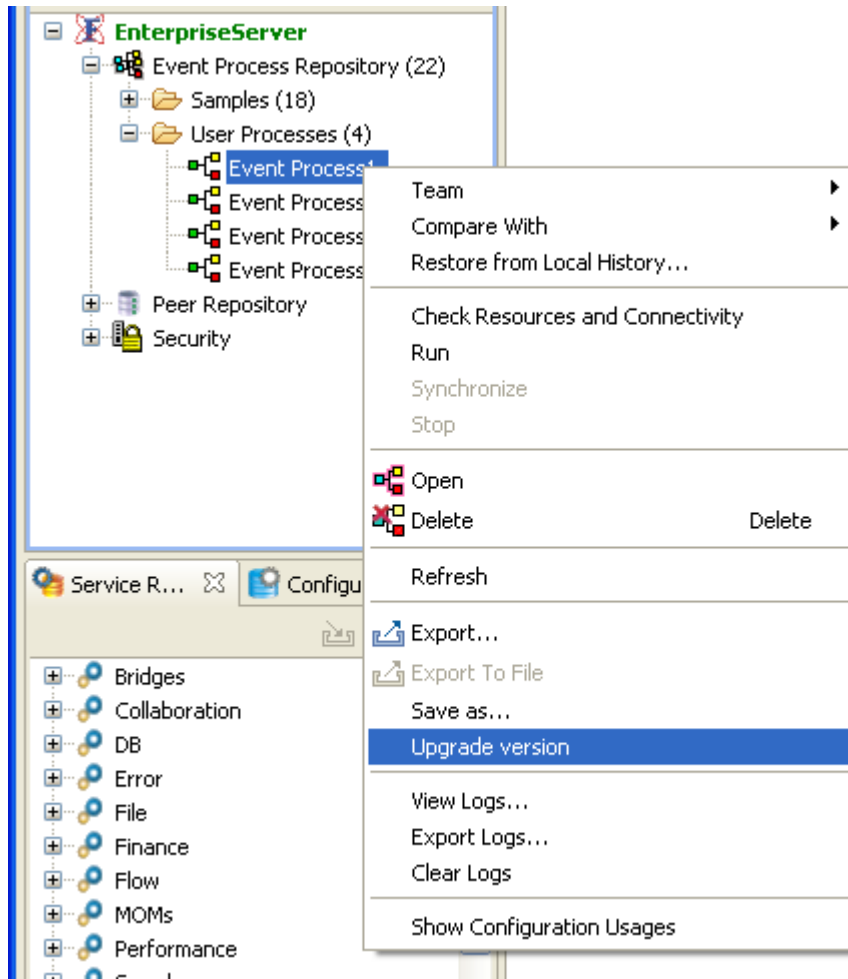 EnterpriseServer
Event Process Repository (22)
Samples (18)
User Processes (4)
Event Process1
Event Process
Event Process
Event Process
Peer Repository
Security
Team
Compare With
Restore from Local History...
Check Resources and Connectivity
Run
Synchronize
Stop
Open
Delete Delete
Refresh
Export...
Export To File
Save as...
Upgrade version
View Logs...
Export Logs...
Clear Logs
Show Configuration Usages
Service R... Configu
Bridges
Collaboration
DB
Error
File
Finance
Flow
MOMs
Performance